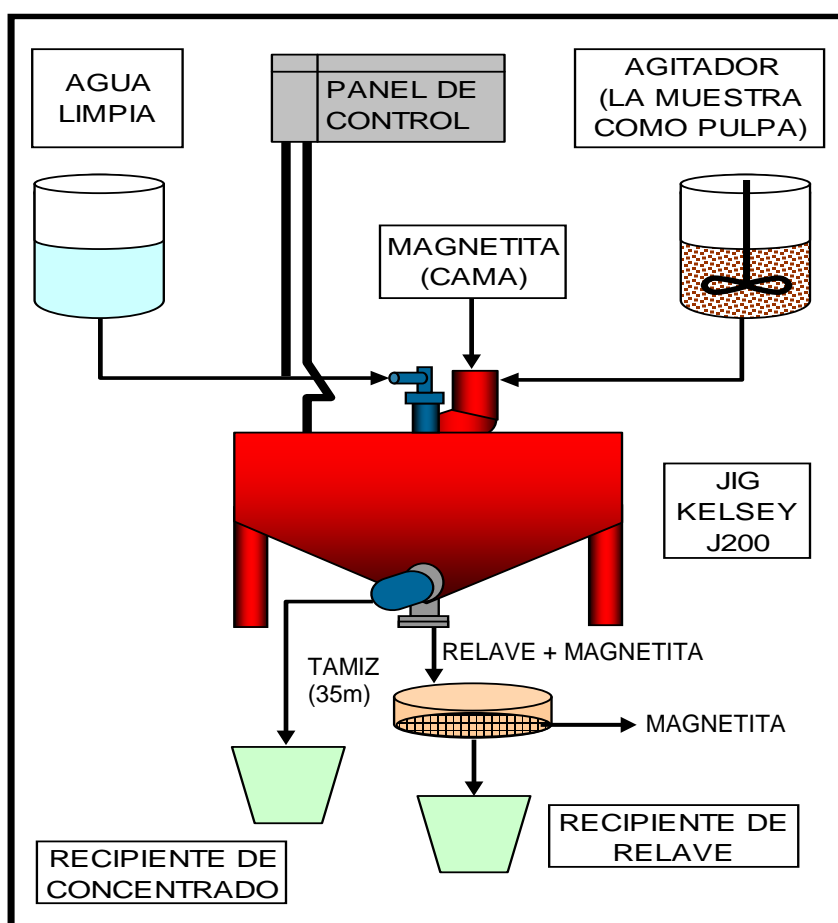 AGUA
LIMPIA
PANEL DE
CONTROL
AGITADOR
(LA MUESTRA
COMO PULPA)
MAGNETITA
(CAMA)
JIG
KELSEY
J200
RELAVE + MAGNETITA
TAMIZ
(35m)
MAGNETITA
RECIPIENTE DE
RELAVE
RECIPIENTE DE
CONCENTRADO